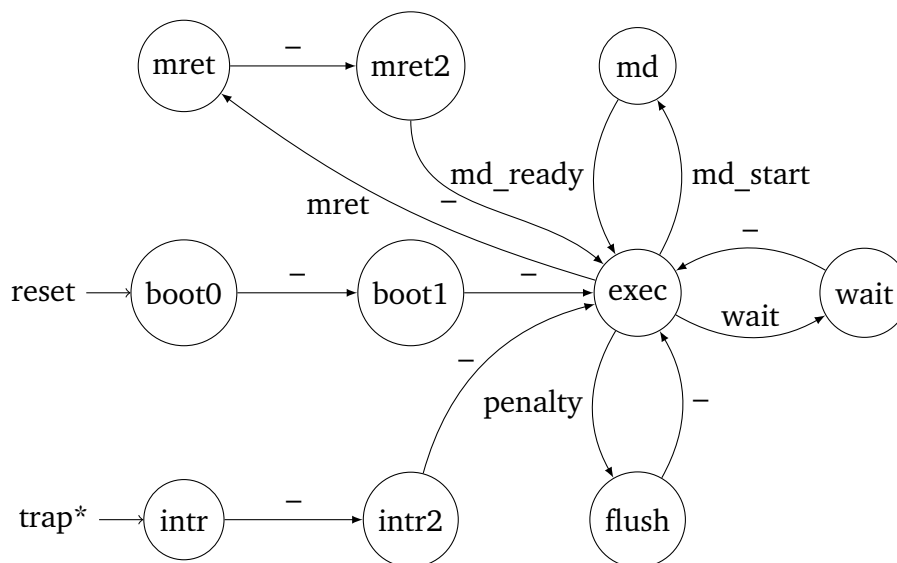 –
mret
mret2
md
md_ready
md_start
–
mret
–
–
–
reset
boot0
boot1
exec
wait
wait
–
penalty
–
–
trap*
intr
intr2
flush